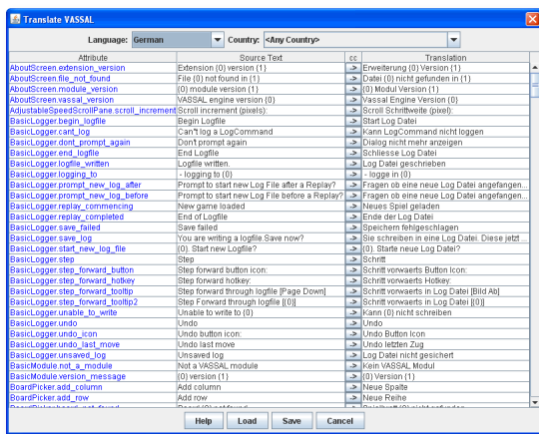 Translate VASSAL
Language: German Country: <Any Country>
Attribute Source Text cc Translation
AboutScreen.extension_version Extension {0} version {1} -> Erweiterung {0} Version {1}
AboutScreen.file_not_found File {0} not found in {1} -> Datei {0} nicht gefunden in {1}
AboutScreen.module_version {0} module version {1} -> {0} Modul Version {1}
AboutScreen.vassal_version VASSAL engine version {0} -> Vassal Engine Version {0}
AdjustableSpeedScrollPane.scroll_increment Scroll increment (pixels): -> Scroll Schrittweite (pixel):
BasicLogger.begin_logfile Begin Logfile -> Start Log Datei
BasicLogger.cant_log Can't log a LogCommand -> Kann LogCommand nicht loggen
BasicLogger.dont_prompt_again Don't prompt again -> Dialog nicht mehr anzeigen
BasicLogger.end_logfile End Logfile -> Schliesse Log Datei
BasicLogger.logfile_written Logfile written. -> Log Datei geschrieben
BasicLogger.logging_to - logging to {0} -> - logge in {0}
BasicLogger.prompt_new_log_after Prompt to start new Log File after a Replay? -> Fragen ob eine neue Log Datei angefangen...
BasicLogger.prompt_new_log_before Prompt to start new Log File before a Replay? -> Fragen ob eine neue Log Datei angefangen...
BasicLogger.replay_commencing New game loaded -> Neues Spiel geladen
BasicLogger.replay_completed End of Logfile -> Ende der Log Datei
BasicLogger.save_failed Save failed -> Speichern fehlgeschlagen
BasicLogger.save_log You are writing a logfile.Save now? -> Sie schreiben in eine Log Datei. Diese jetzt ...
BasicLogger.start_new_log_file {0}. Start new Logfile? -> {0}. Starte neue Log Datei?
BasicLogger.step Step -> Schritt
BasicLogger.step_forward_button Step forward button icon: -> Schritt vorwaerts Button Icon:
BasicLogger.step_forward_hotkey Step forward hotkey: -> Schritt vorwaerts Hotkey:
BasicLogger.step_forward_tooltip Step forward through logfile [Page Down] -> Schritt vorwaerts in Log Datei [Bild Ab]
BasicLogger.step_forward_tooltip2 Step Forward through logfile [{0}] -> Schritt vorwaerts in Log Datei [{0}]
BasicLogger.unable_to_write Unable to write to {0} -> Kann {0} nicht schreiben
BasicLogger.undo Undo -> Undo
BasicLogger.undo_icon Undo button icon: -> Undo Button Icon
BasicLogger.undo_last_move Undo last move -> Undo letzten Zug
BasicLogger.unsaved_log Unsaved log -> Log Datei nicht gesichert
BasicModule.not_a_module Not a VASSAL module -> Kein VASSAL Modul
BasicModule.version_message {0} version {1} -> {0} Version {1}
BoardPicker.add_column Add column -> Neue Spalte
BoardPicker.add_row Add row -> Neue Reihe
Help Load Save Cancel